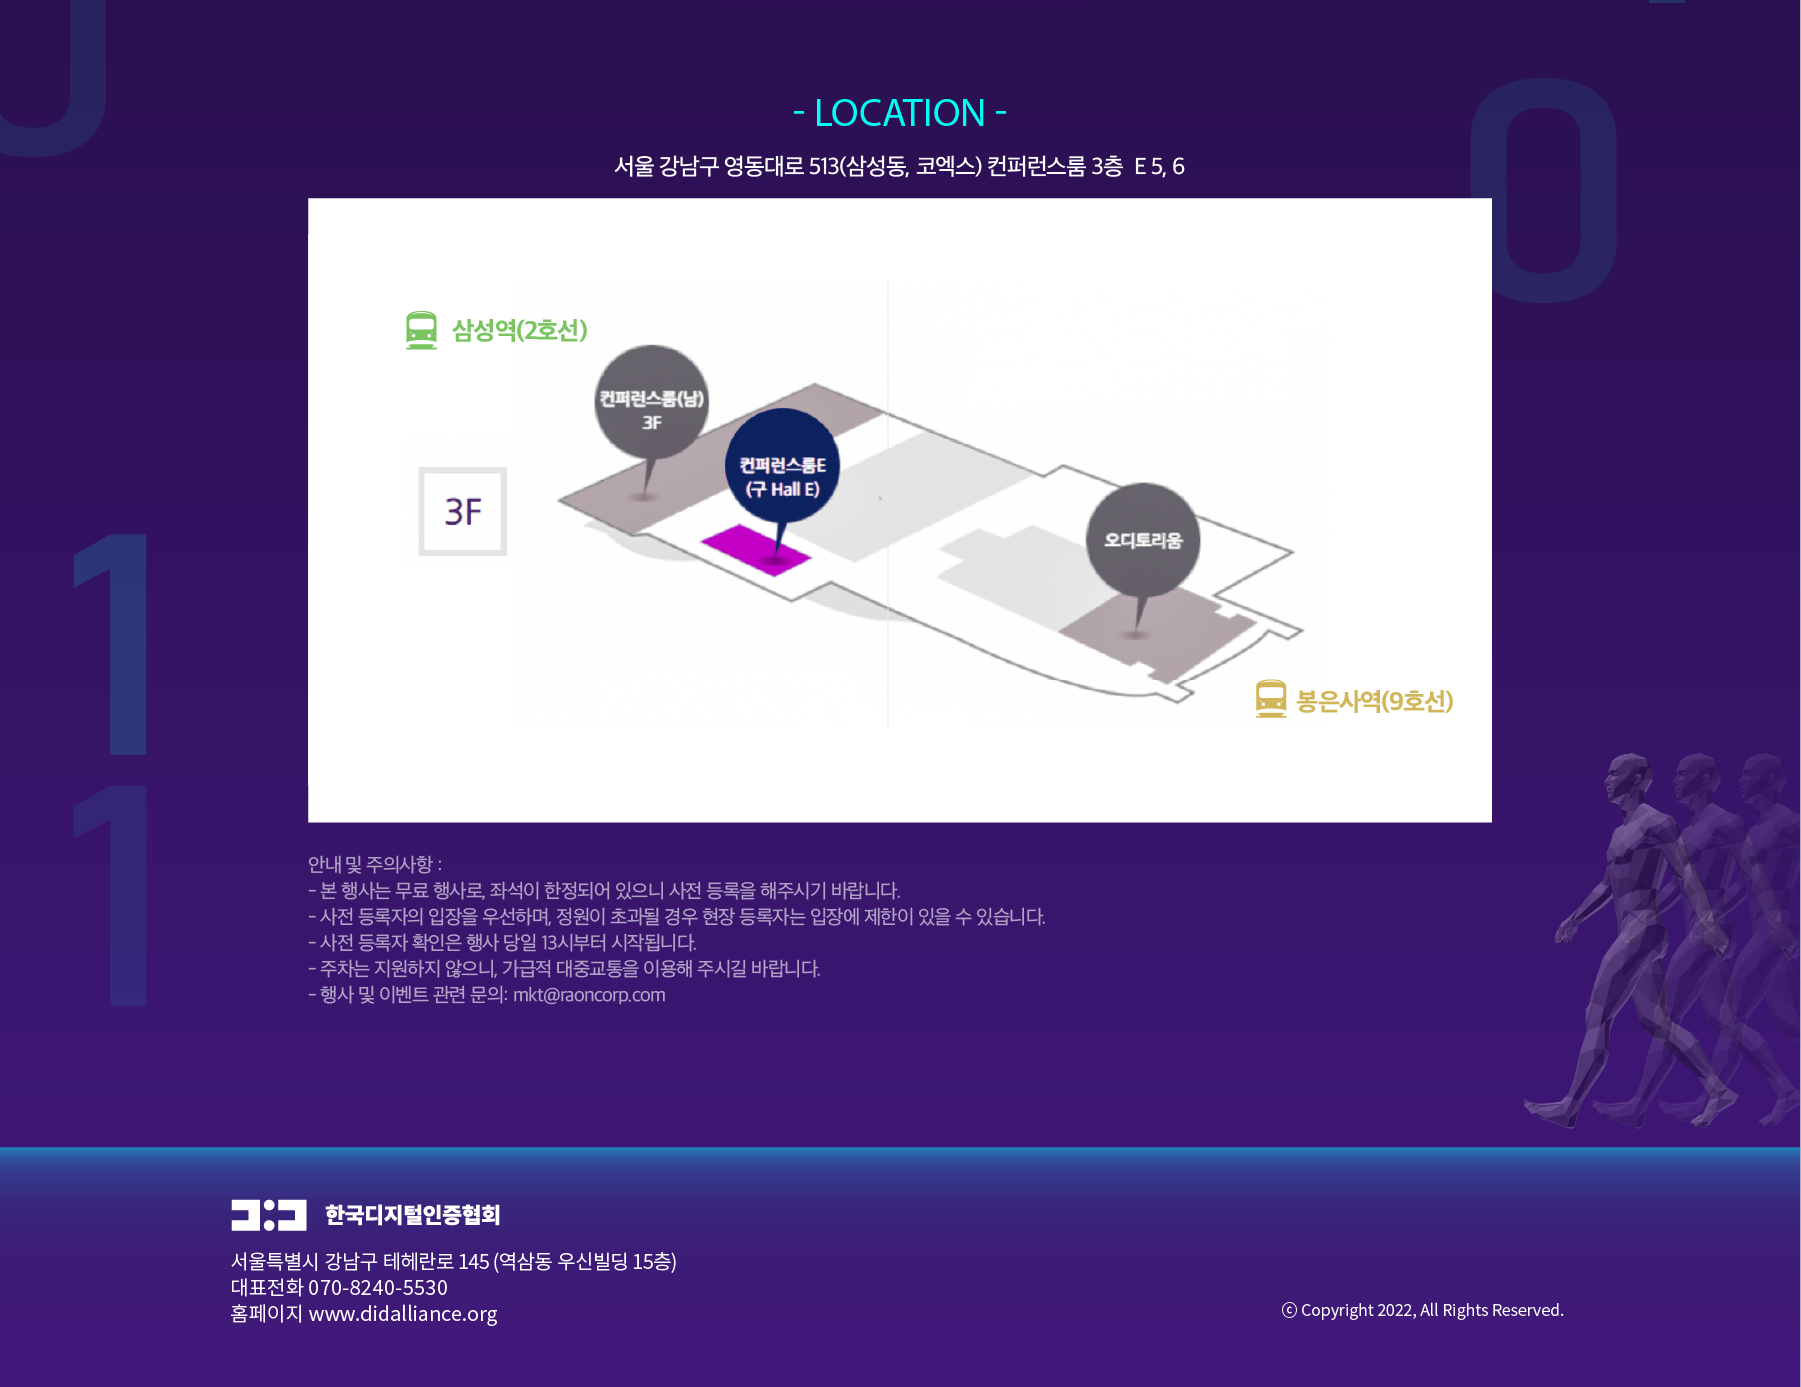 - LOCATION -
서울 강남구 영동대로 513(삼성동, 코엑스) 컨퍼런스룸 3층 E 5, 6
삼성역(2호선)
컨퍼런스룸(남)
3F
컨퍼런스룸E
(구 Hall E)
3F
오디토리움
봉은사역(9호선)
안내 및 주의사항 :
- 본 행사는 무료 행사로, 좌석이 한정되어 있으니 사전 등록을 해주시기 바랍니다.
- 사전 등록자의 입장을 우선하며, 정원이 초과될 경우 현장 등록자는 입장에 제한이 있을 수 있습니다.
- 사전 등록자 확인은 행사 당일 13시부터 시작됩니다.
- 주차는 지원하지 않으니, 가급적 대중교통을 이용해 주시길 바랍니다.
- 행사 및 이벤트 관련 문의: mkt@raoncorp.com
한국디지털인증협회
서울특별시 강남구 테헤란로 145 (역삼동 우신빌딩 15층)
대표전화 070-8240-5530
홈페이지 www.didalliance.org
ⓒ Copyright 2022, All Rights Reserved.
0
1
1